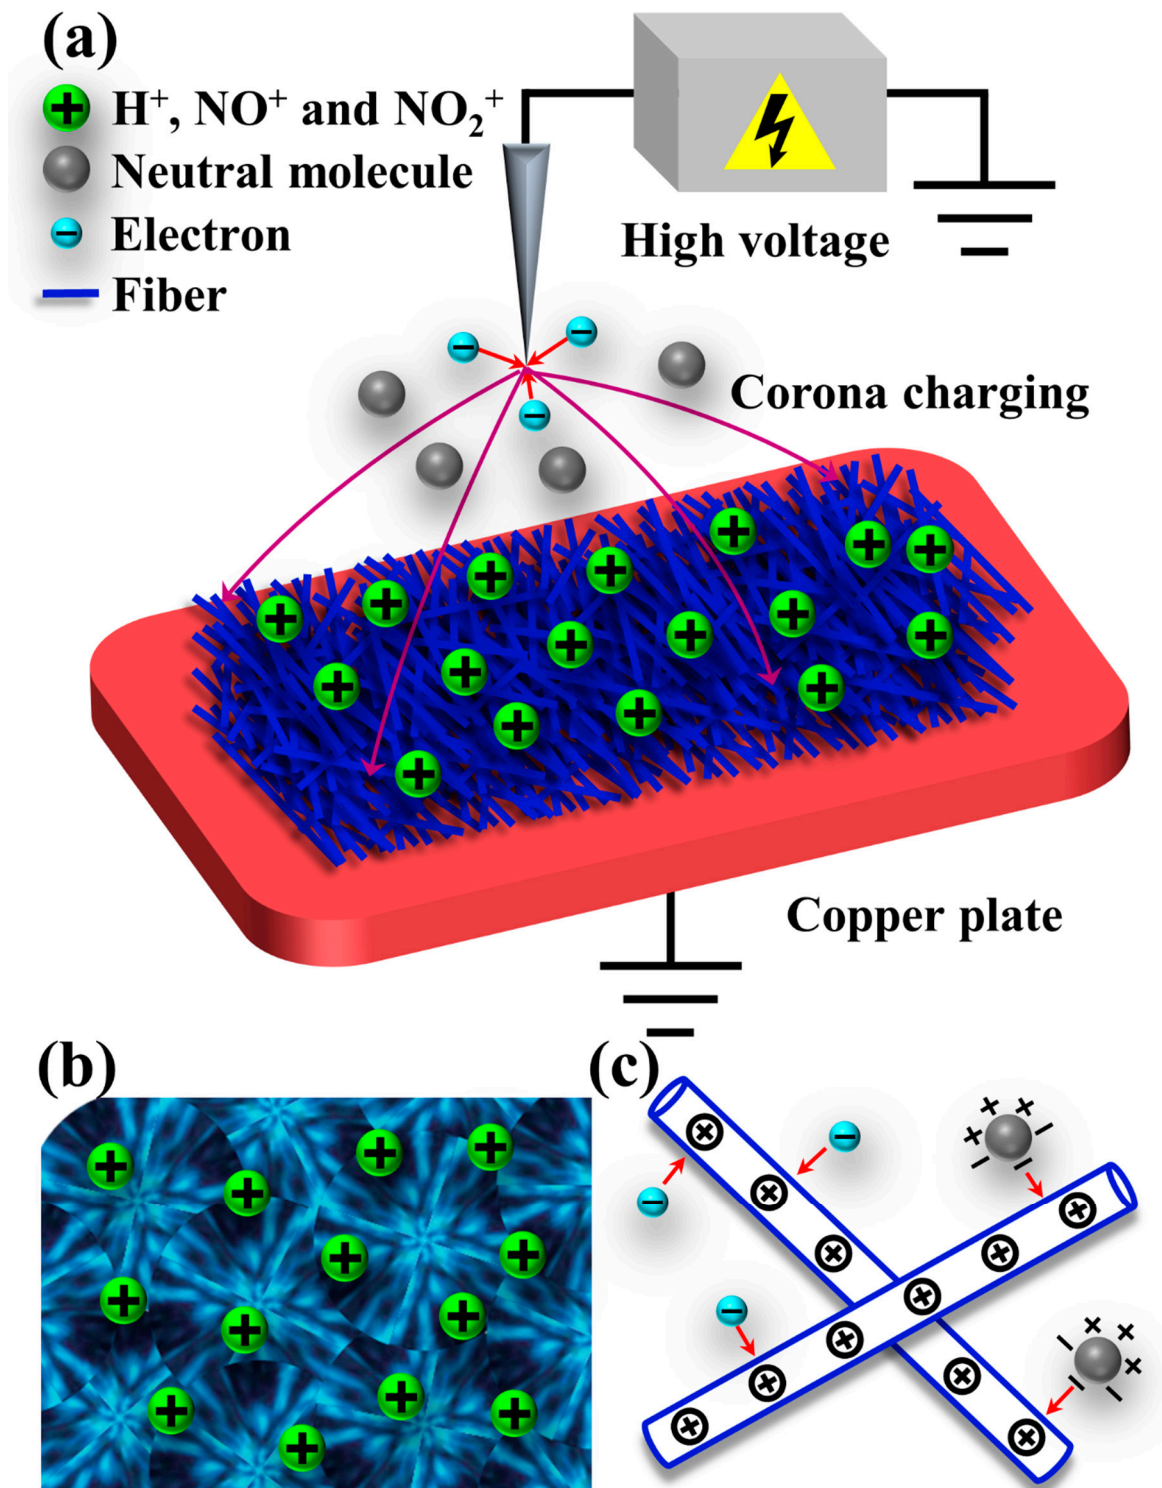 (a)
H⁺, NO⁺ and NO₂⁺
Neutral molecule
Electron
Fiber
High voltage
Corona charging
Copper plate
(b)
(c)